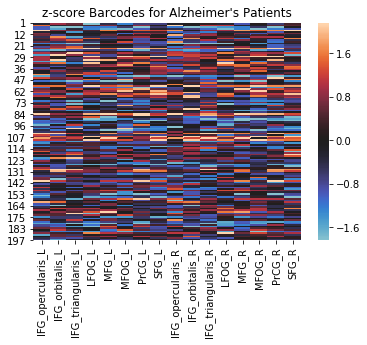 z-score Barcodes for Alzheimer's Patients
1
12
21
29
36
47
62
73
84
96
107
114
123
131
142
153
164
175
183
197
1.6
0.8
0.0
−0.8
−1.6
IFG_opercularis_L
IFG_orbitalis_L
IFG_triangularis_L
LFOG_L
MFG_L
MFOG_L
PrCG_L
SFG_L
IFG_opercularis_R
IFG_orbitalis_R
IFG_triangularis_R
LFOG_R
MFG_R
MFOG_R
PrCG_R
SFG_R